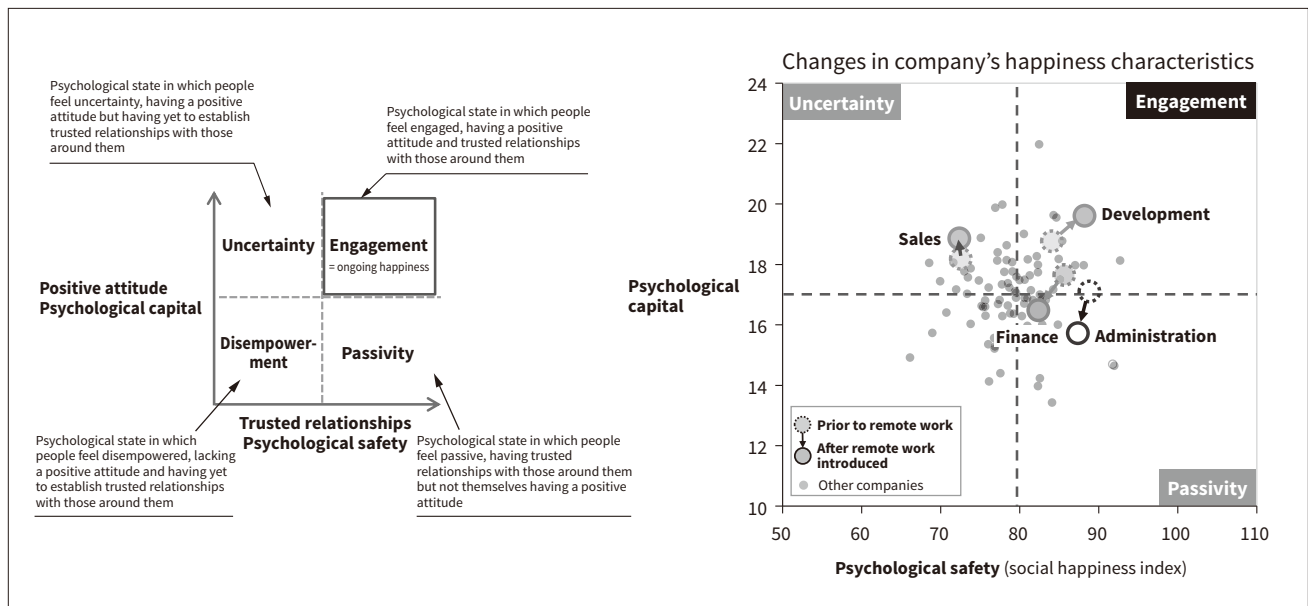 Psychological state in which people
feel uncertainty, having a positive
attitude but having yet to establish
trusted relationships with those
around them
Psychological state in which people
feel engaged, having a positive
attitude and trusted relationships
with those around them
Uncertainty
Engagement
= ongoing happiness
Positive attitude
Psychological capital
Disempower-
ment
Passivity
Trusted relationships
Psychological safety
Psychological state in which
people feel disempowered, lacking
a positive attitude and having yet
to establish trusted relationships
with those around them
Psychological state in which people
feel passive, having trusted
relationships with those around them
but not themselves having a positive
attitude
Changes in company’s happiness characteristics
Uncertainty
Engagement
Development
Sales
Psychological
capital
Finance
Administration
Prior to remote work
After remote work
introduced
Other companies
Passivity
24
22
20
18
16
14
12
10
50 60 70 80 90 100 110
Psychological safety (social happiness index)